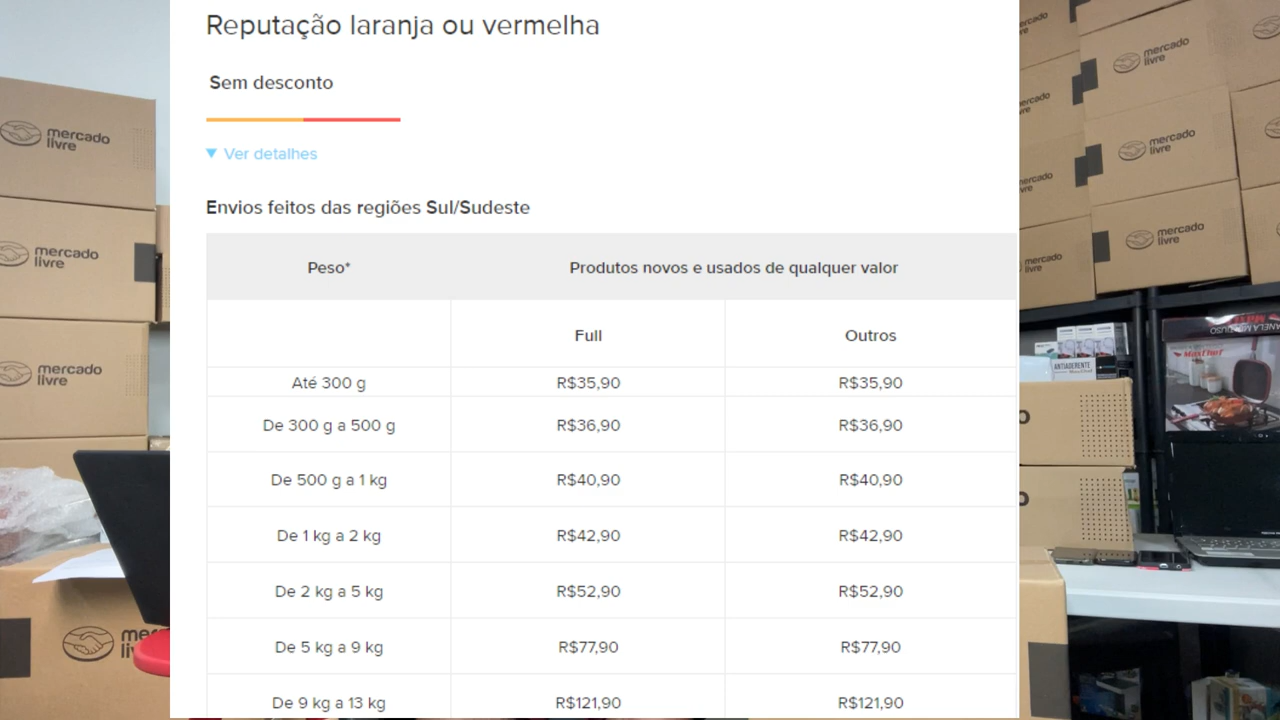 Reputação laranja ou vermelha
Sem desconto
▼ Ver detalhes
Envios feitos das regiões Sul/Sudeste
Peso* Produtos novos e usados de qualquer valor
Full Outros
Até 300 g R$35,90 R$35,90
De 300 g a 500 g R$36,90 R$36,90
De 500 g a 1 kg R$40,90 R$40,90
De 1 kg a 2 kg R$42,90 R$42,90
De 2 kg a 5 kg R$52,90 R$52,90
De 5 kg a 9 kg R$77,90 R$77,90
De 9 kg a 13 kg R$121,90 R$121,90
mercado
livre
mercado
livre
mercado
livre
mercado
livre
mercado
livre
mercado
livre
ANTIADERENTE
MaxChef